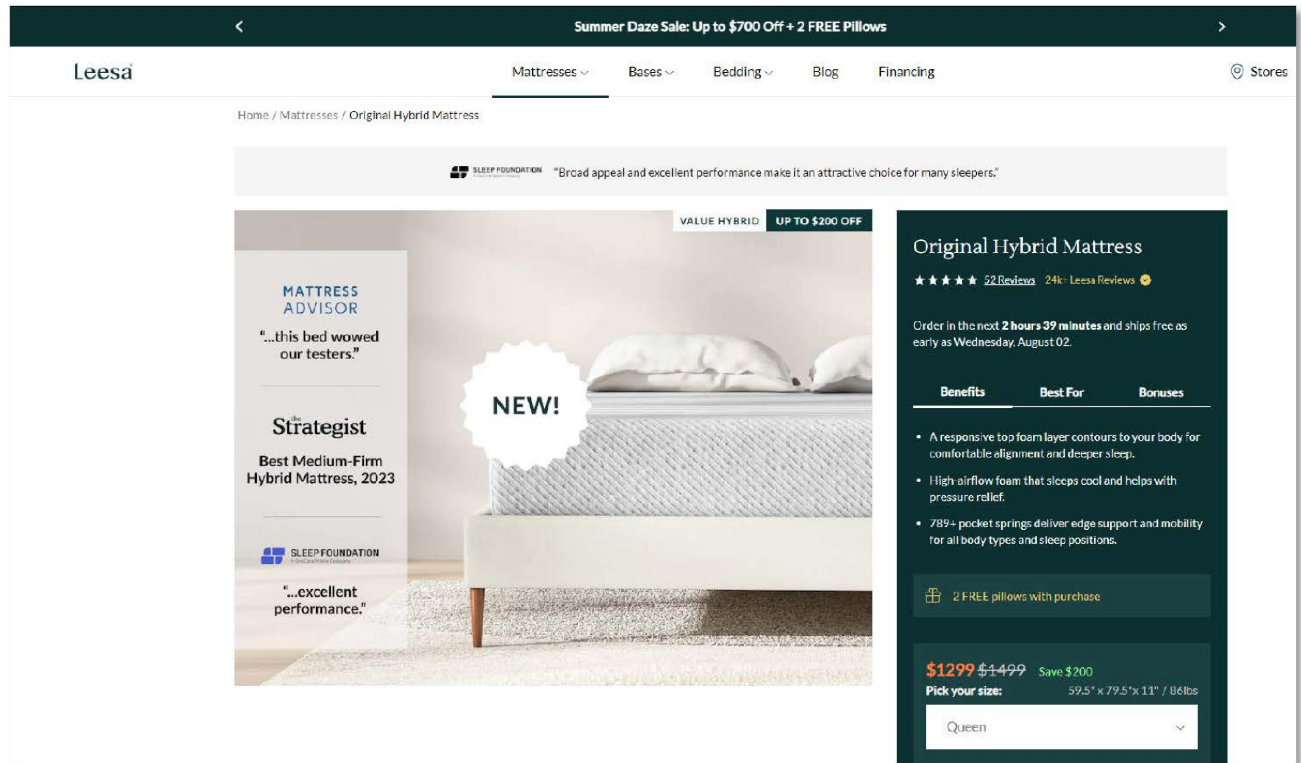 Summer Daze Sale: Up to $700 Off + 2 FREE Pillows
Leesa
Mattresses
Bases
Bedding
Blog
Financing
Stores
Home / Mattresses / Original Hybrid Mattress
SLEEP FOUNDATION
"Broad appeal and excellent performance make it an attractive choice for many sleepers."
VALUE HYBRID
UP TO $200 OFF
MATTRESS
ADVISOR
"...this bed wowed
our testers."
the
Strategist
Best Medium-Firm
Hybrid Mattress, 2023
SLEEP FOUNDATION
"...excellent
performance."
NEW!
Original Hybrid Mattress
52 Reviews
24k+ Leesa Reviews
Order in the next 2 hours 39 minutes and ships free as
early as Wednesday, August 02.
Benefits
Best For
Bonuses
• A responsive top foam layer contours to your body for
comfortable alignment and deeper sleep.
• High-airflow foam that sleeps cool and helps with
pressure relief.
• 789+ pocket springs deliver edge support and mobility
for all body types and sleep positions.
2 FREE pillows with purchase
$1299 $1499 Save $200
Pick your size:
59.5" x 79.5"x 11" / 86lbs
Queen